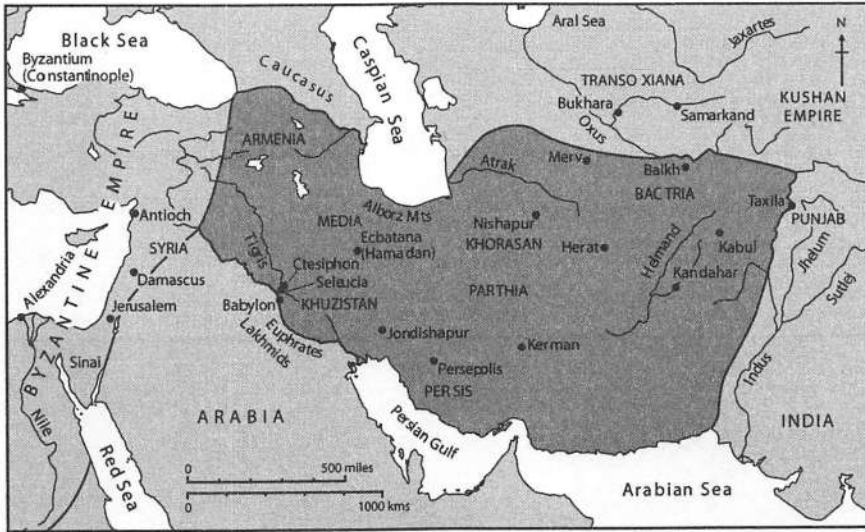 Black Sea
Byzantium
(Constantinople)
Caucasus
Caspian Sea
Aral Sea
Jaxartes
N
TRANSO XIANA
Bukhara
Samarkand
Oxus
KUSHAN
EMPIRE
ARMENIA
Atrak
Merv
Balkh
BACTRIA
Taxila
PUNJAB
BYZANTINE EMPIRE
Antioch
SYRIA
Alborz Mts
MEDIA
Ecbatana
(Hamadan)
Nishapur
KHORASAN
Herat
Helmand
Kabul
Kandahar
Jhelum
Sutlej
Tigris
Ctesiphon
Seleucia
Babylon
KHUZISTAN
PARTHIA
Alexandria
Damascus
Jerusalem
Euphrates
Lakhmids
Jondishapur
Kerman
Persepolis
PERSIS
Sinai
Nile
Indus
ARABIA
Persian Gulf
INDIA
Red Sea
0 500 miles
0 1000 kms
Arabian Sea